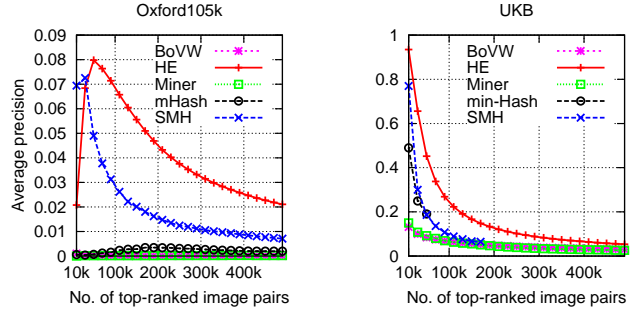 Oxford105k
Average precision
0.09
0.08
0.07
0.06
0.05
0.04
0.03
0.02
0.01
0
10k 100k 200k 300k 400k
No. of top-ranked image pairs
BoVW
HE
Miner
mHash
SMH
UKB
1
0.8
0.6
0.4
0.2
0
10k 100k 200k 300k 400k
No. of top-ranked image pairs
BoVW
HE
Miner
min-Hash
SMH